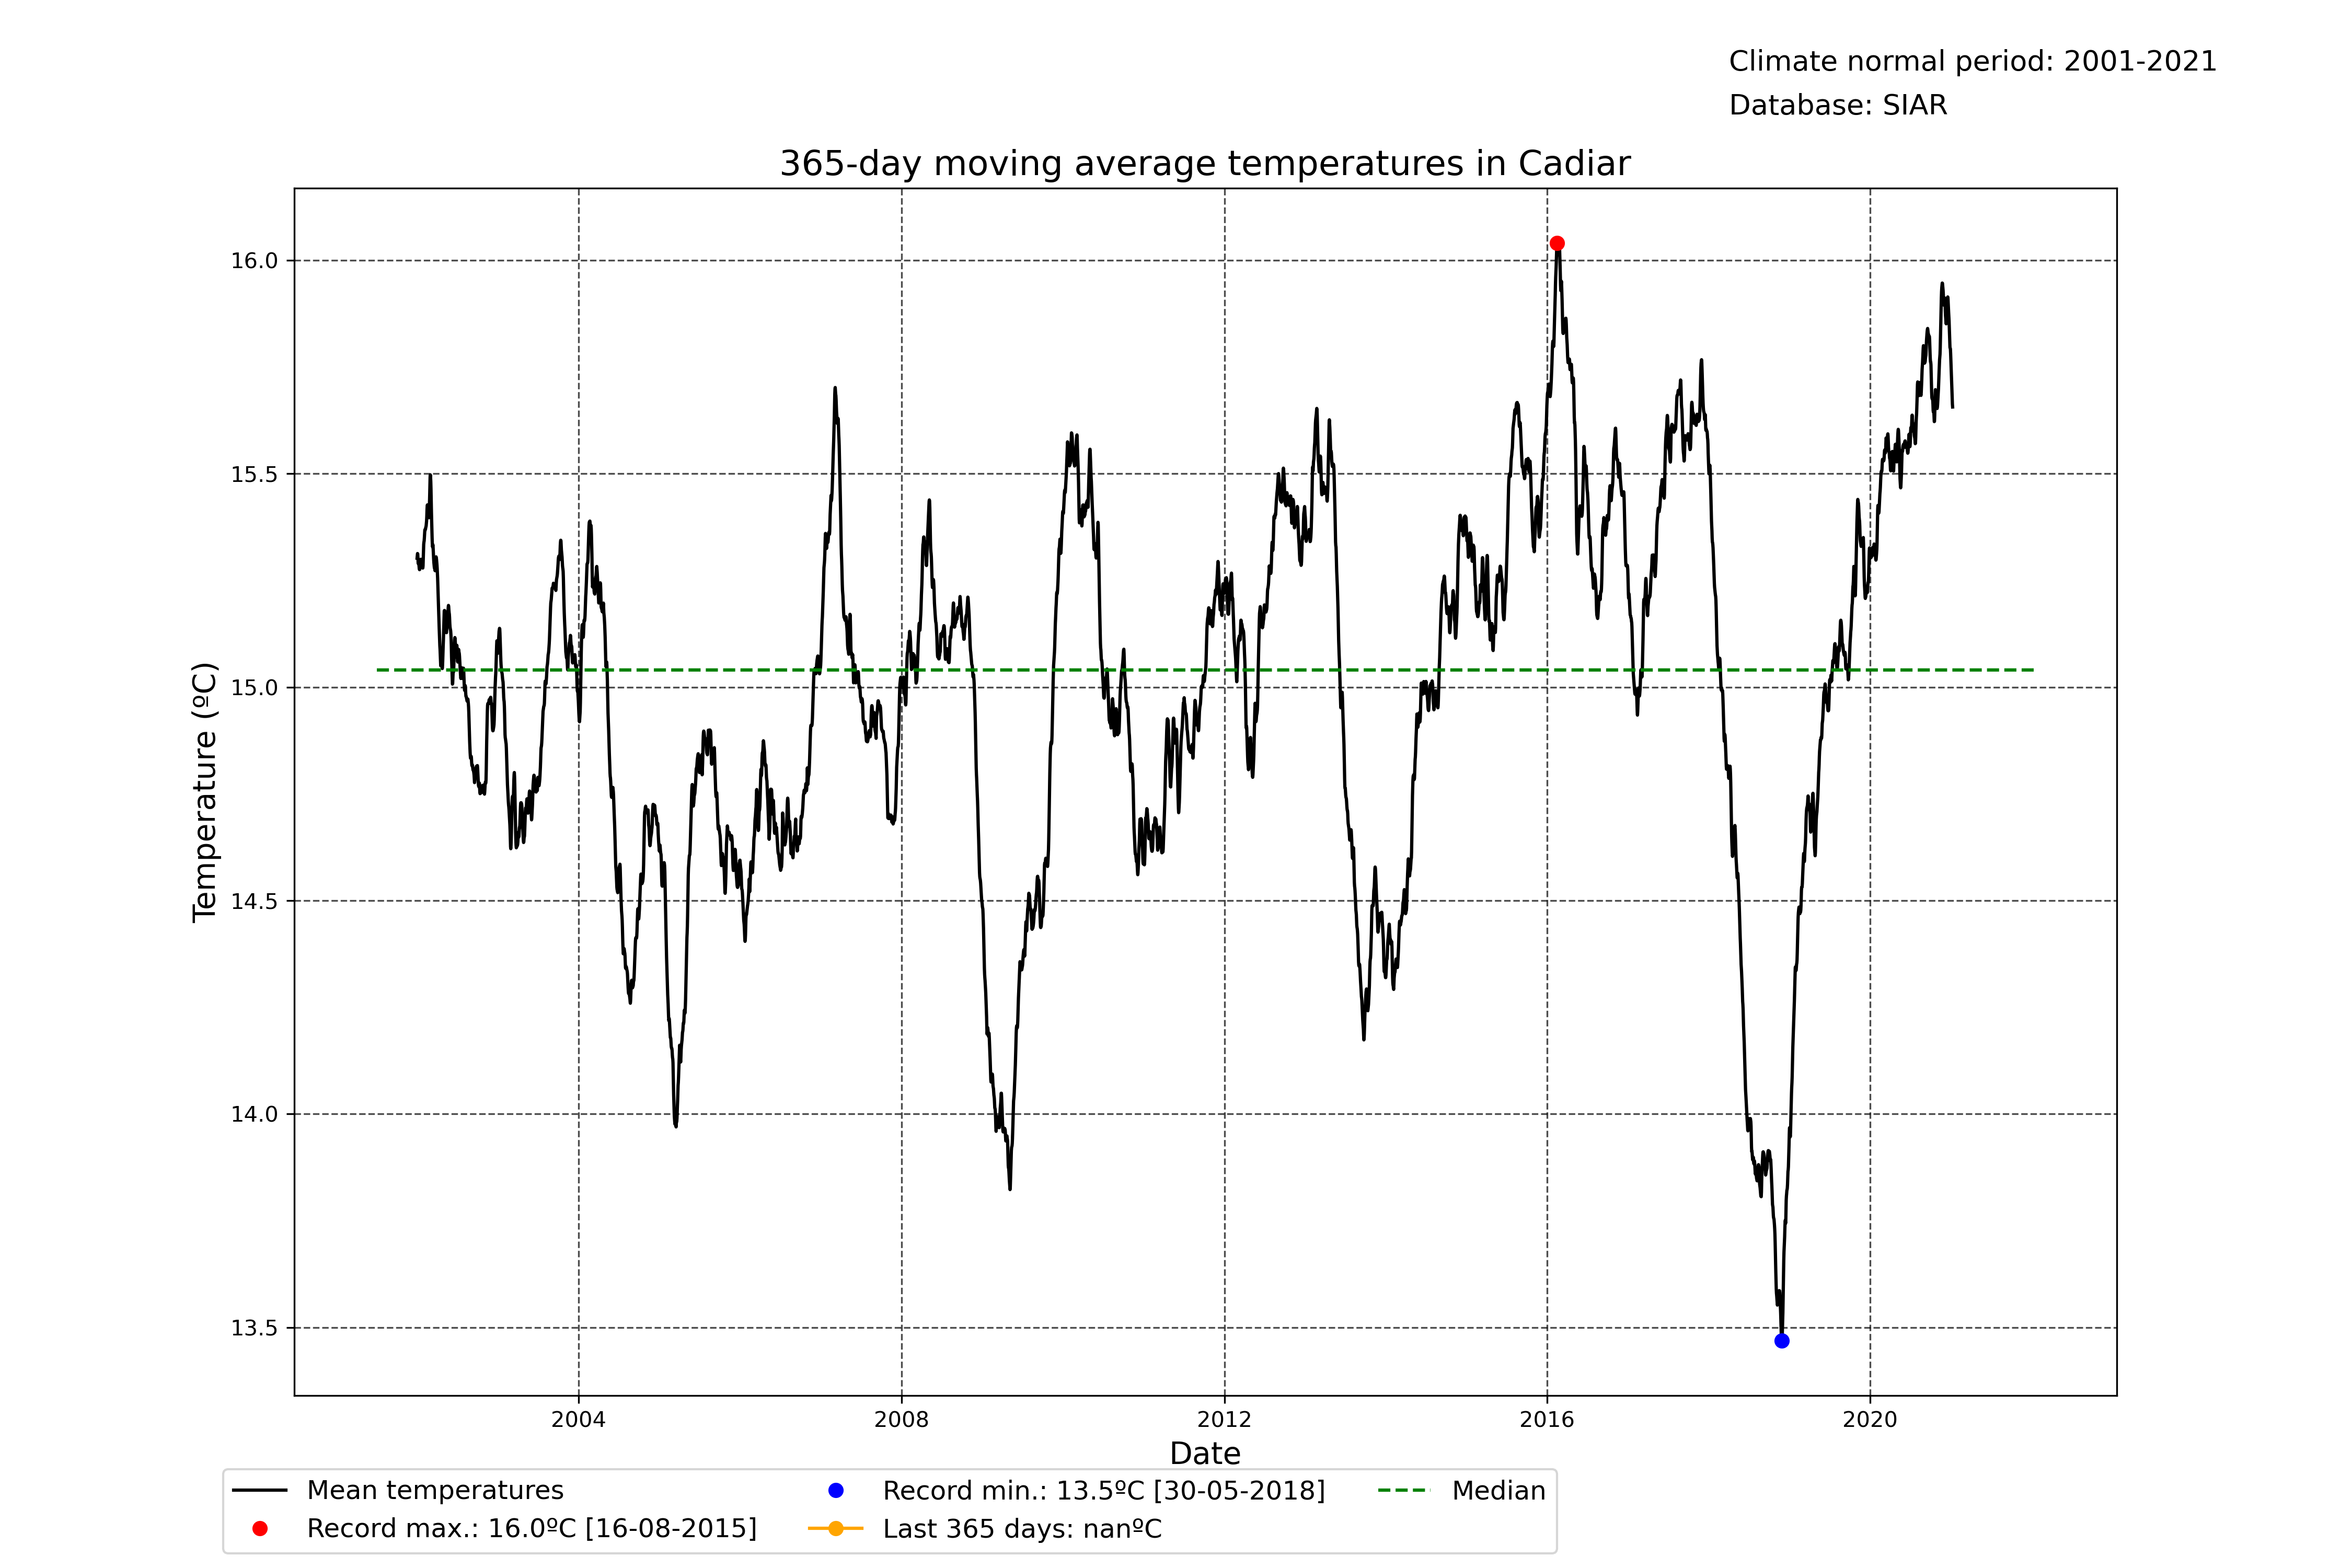 Climate normal period: 2001-2021
Database: SIAR
365-day moving average temperatures in Cadiar
Temperature (ºC)
16.0
15.5
15.0
14.5
14.0
13.5
2004 2008 2012 2016 2020
Date
Mean temperatures
Record max.: 16.0ºC [16-08-2015]
Record min.: 13.5ºC [30-05-2018]
Last 365 days: nanºC
Median